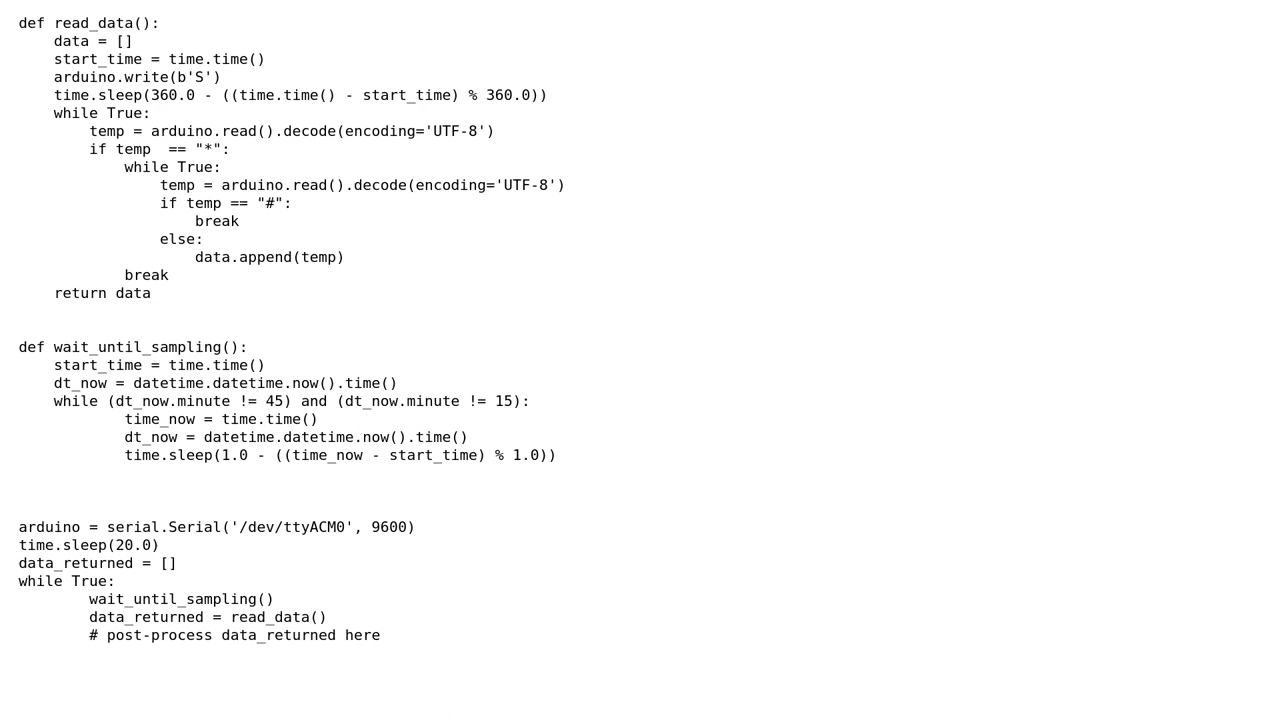 def read_data():
    data = []
    start_time = time.time()
    arduino.write(b'S')
    time.sleep(360.0 - ((time.time() - start_time) % 360.0))
    while True:
        temp = arduino.read().decode(encoding='UTF-8')
        if temp  == "*":
            while True:
                temp = arduino.read().decode(encoding='UTF-8')
                if temp == "#":
                    break
                else:
                    data.append(temp)
            break
    return data


def wait_until_sampling():
    start_time = time.time()
    dt_now = datetime.datetime.now().time()
    while (dt_now.minute != 45) and (dt_now.minute != 15):
            time_now = time.time()
            dt_now = datetime.datetime.now().time()
            time.sleep(1.0 - ((time_now - start_time) % 1.0))



arduino = serial.Serial('/dev/ttyACM0', 9600)
time.sleep(20.0)
data_returned = []
while True:
        wait_until_sampling()
        data_returned = read_data()
        # post-process data_returned here